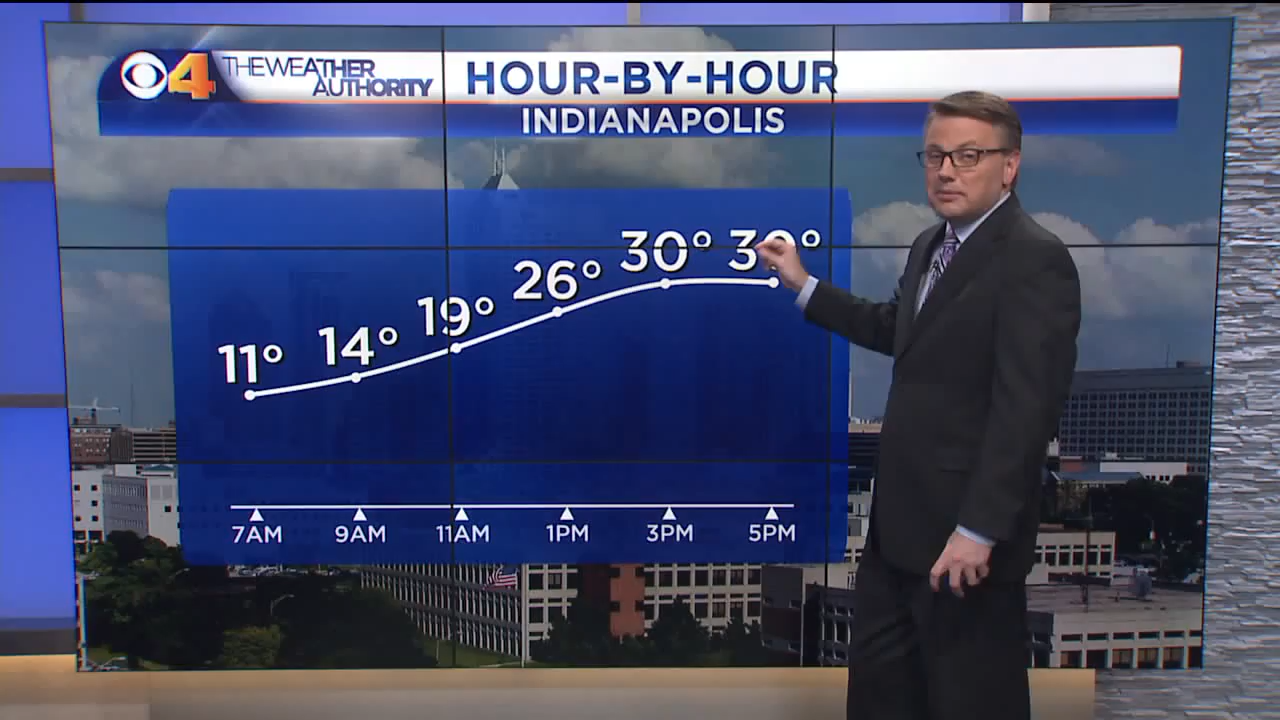 4 THE WEATHER
AUTHORITY
HOUR-BY-HOUR
INDIANAPOLIS
11° 14° 19° 26° 30°
7AM 9AM 11AM 1PM 3PM 5PM